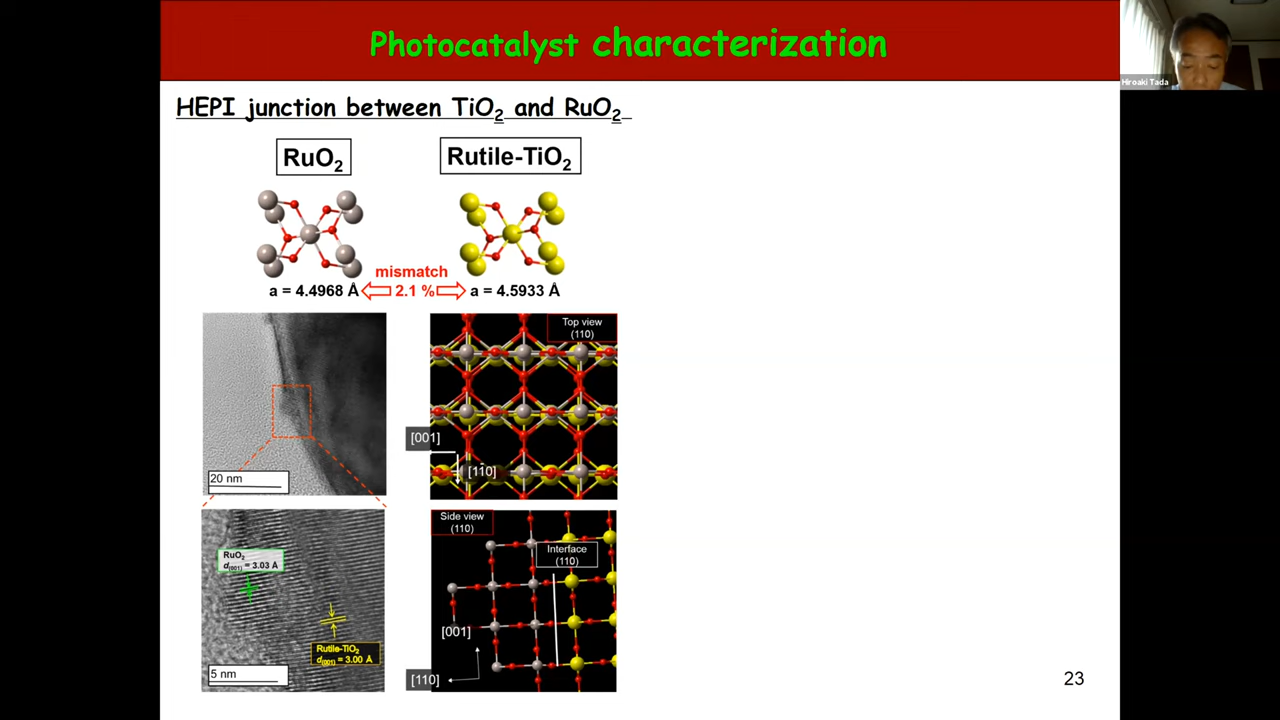 Photocatalyst characterization
Hiroaki Tada
HEPI junction between TiO2 and RuO2
RuO2
Rutile-TiO2
mismatch
a = 4.4968 Å
2.1 %
a = 4.5933 Å
Top view
(110)
[001]
[11̄0]
20 nm
Side view
(110)
Interface
(110)
RuO2
d(001) = 3.03 Å
[001]
Rutile-TiO2
d(001) = 3.00 Å
5 nm
[110]
23